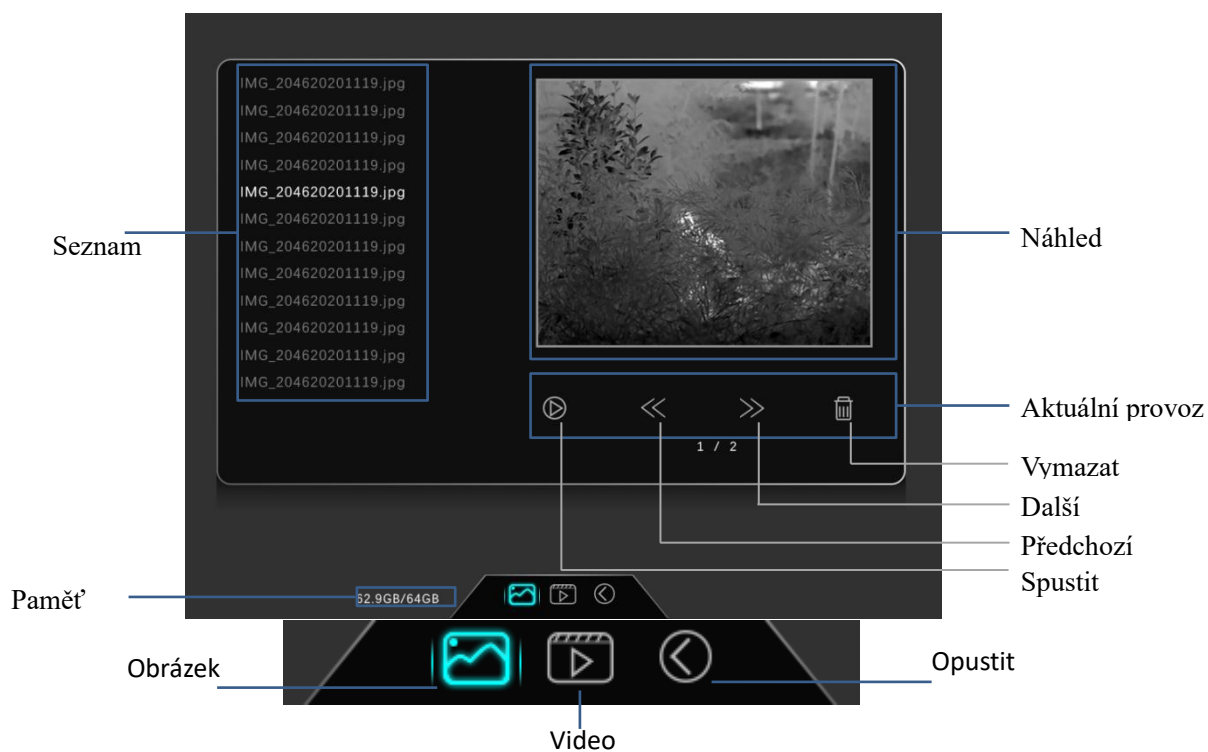 IMG_204620201119.jpg
IMG_204620201119.jpg
IMG_204620201119.jpg
IMG_204620201119.jpg
IMG_204620201119.jpg
IMG_204620201119.jpg
IMG_204620201119.jpg
IMG_204620201119.jpg
IMG_204620201119.jpg
IMG_204620201119.jpg
IMG_204620201119.jpg
IMG_204620201119.jpg
Seznam
Náhled
Aktuální provoz
1 / 2
Vymazat
Další
Předchozí
Spustit
Paměť
62.9GB/64GB
Obrázek
Opustit
Video